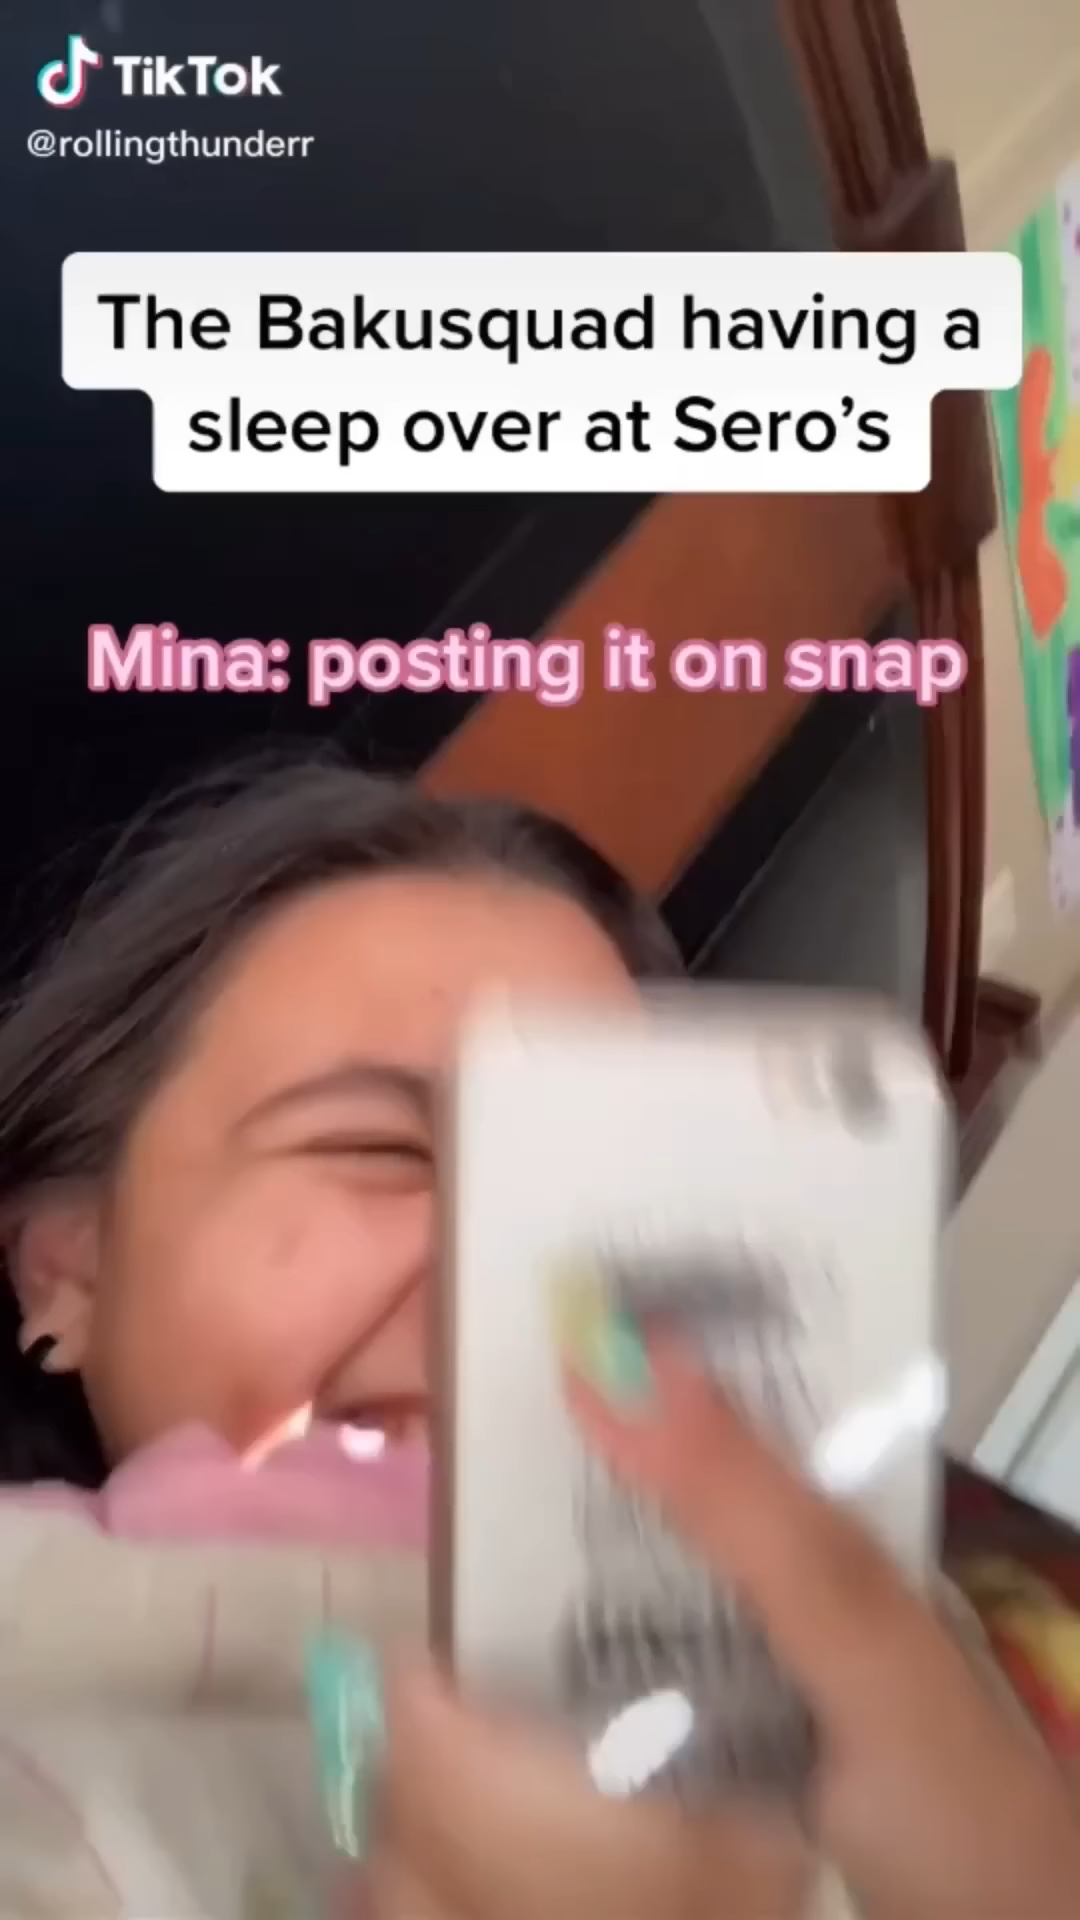 TikTok
@rollingthunderr
The Bakusquad having a
sleep over at Sero’s
Mina: posting it on snap